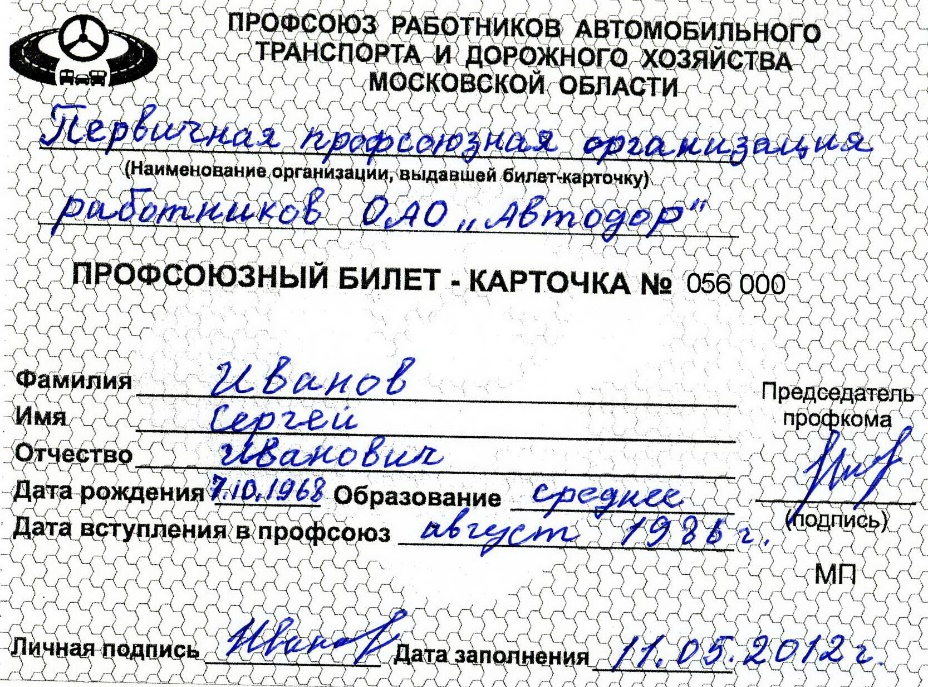 ПРОФСОЮЗ РАБОТНИКОВ АВТОМОБИЛЬНОГО
ТРАНСПОРТА И ДОРОЖНОГО ХОЗЯЙСТВА
МОСКОВСКОЙ ОБЛАСТИ
Первичная профсоюзная организация
(Наименование организации, выдавшей билет-карточку)
работников ОАО „Автодор"
ПРОФСОЮЗНЫЙ БИЛЕТ - КАРТОЧКА № 056 000
Фамилия Иванов
Имя Сергей
Отчество Иванович
Дата рождения 7.10.1968 Образование среднее
Дата вступления в профсоюз август 1986 г.
Председатель
профкома
(подпись)
МП
Личная подпись Иванов Дата заполнения 11.05.2012 г.